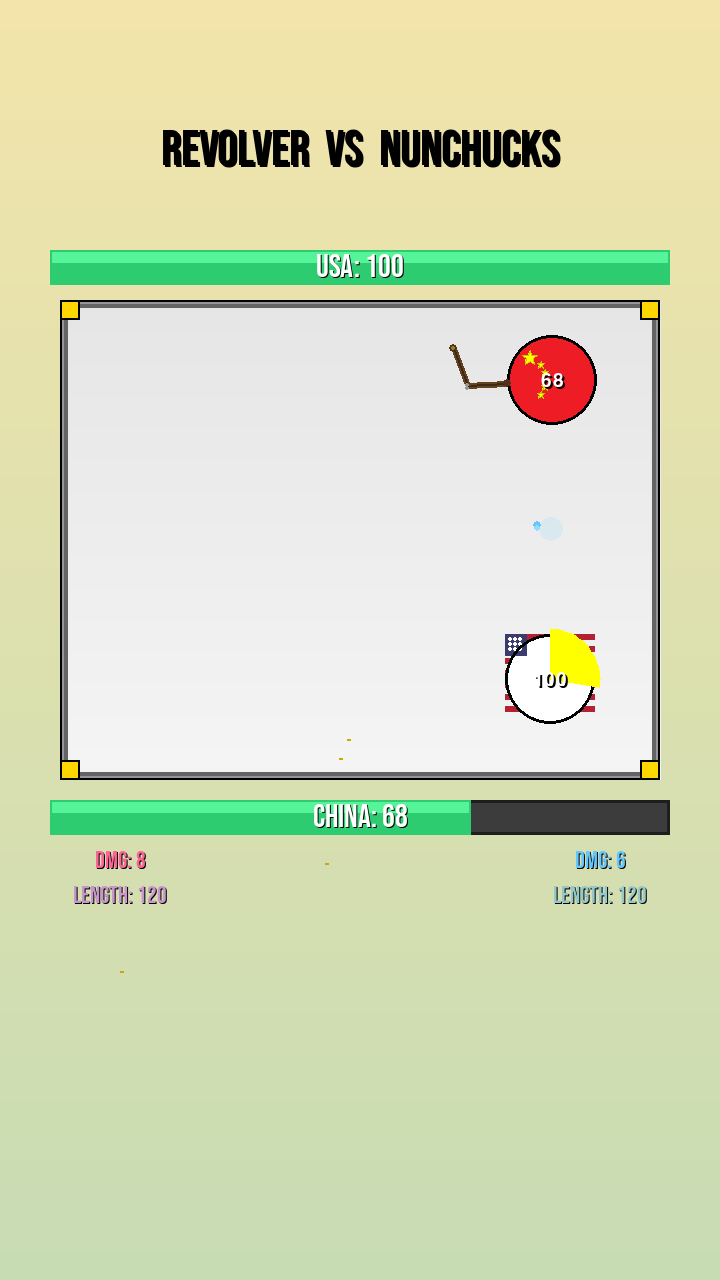 REVOLVER VS NUNCHUCKS
USA: 100
68
100
CHINA: 68
DMG: 8
DMG: 6
LENGTH: 120
LENGTH: 120